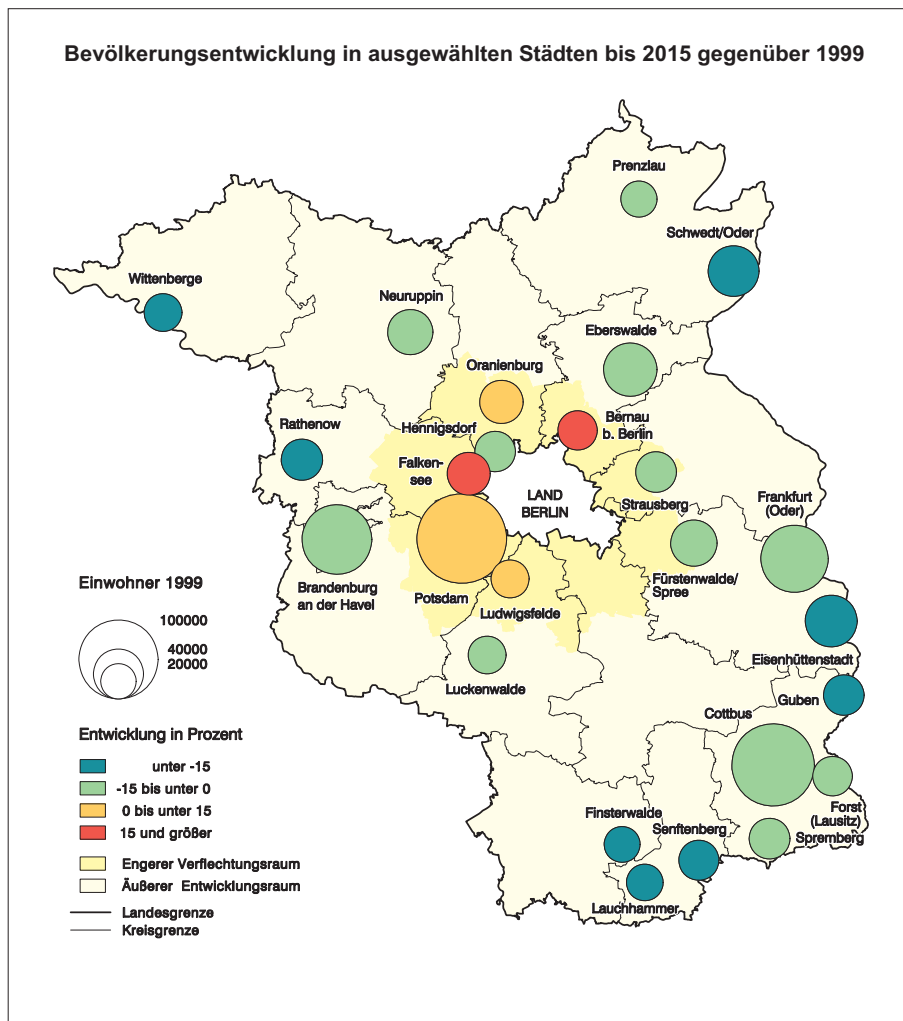 Bevölkerungsentwicklung in ausgewählten Städten bis 2015 gegenüber 1999
Prenzlau
Schwedt/Oder
Wittenberge
Neuruppin
Eberswalde
Oranienburg
Bernau
b. Berlin
Rathenow
Hennigsdorf
Falken-
see
LAND
BERLIN
Strausberg
Frankfurt
(Oder)
Brandenburg
an der Havel
Potsdam
Ludwigsfelde
Fürstenwalde/
Spree
Luckenwalde
Eisenhüttenstadt
Guben
Cottbus
Forst
(Lausitz)
Spremberg
Finsterwalde
Senftenberg
Lauchhammer
Einwohner 1999
100000
40000
20000
Entwicklung in Prozent
unter -15
-15 bis unter 0
0 bis unter 15
15 und größer
Engerer Verflechtungsraum
Äußerer Entwicklungsraum
Landesgrenze
Kreisgrenze